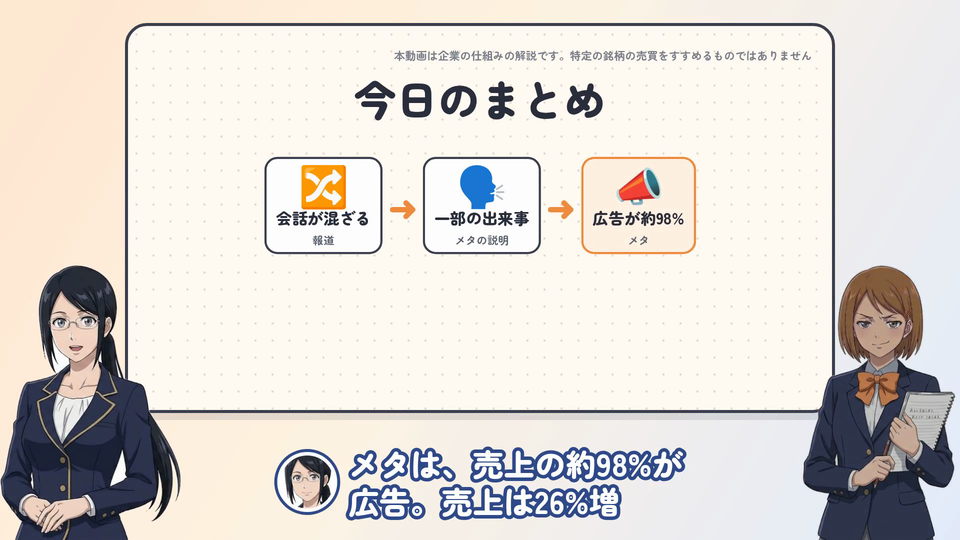 本動画は企業の仕組みの解説です。特定の銘柄の売買をすすめるものではありません
今日のまとめ
会話が混ざる
報道
一部の出来事
メタの説明
広告が約98%
メタ
メタは、売上の約98%が
広告。売上は26%増